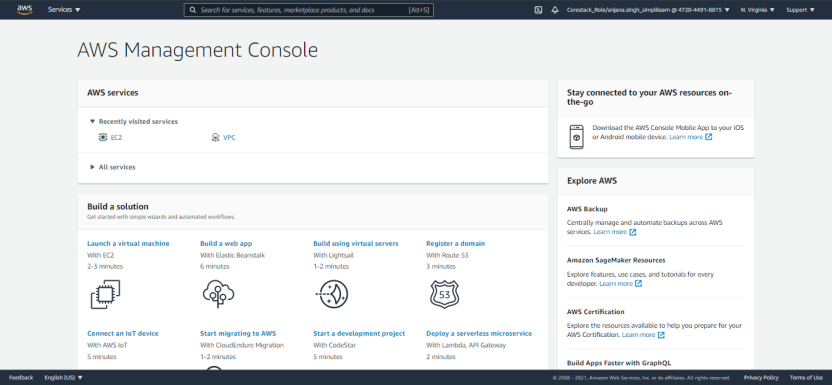 aws
Services
Search for services, features, marketplace products, and docs [Alt+S]
Corestack_Role/anjana.singh_simplilearn @ 4720-4491-8815
N. Virginia
Support
AWS Management Console
AWS services
Recently visited services
EC2
VPC
All services
Build a solution
Get started with simple wizards and automated workflows.
Launch a virtual machine
With EC2
2-3 minutes
Build a web app
With Elastic Beanstalk
6 minutes
Build using virtual servers
With Lightsail
1-2 minutes
Register a domain
With Route 53
3 minutes
53
Connect an IoT device
With AWS IoT
5 minutes
Start migrating to AWS
With CloudEndure Migration
1-2 minutes
Start a development project
With CodeStar
5 minutes
Deploy a serverless microservice
With Lambda, API Gateway
2 minutes
Stay connected to your AWS resources on-
the-go
Download the AWS Console Mobile App to your iOS
or Android mobile device. Learn more
Explore AWS
AWS Backup
Centrally manage and automate backups across AWS
services. Learn more
Amazon SageMaker Resources
Explore features, use cases, and tutorials for every
developer. Learn more
AWS Certification
Explore the resources available to help you prepare for your
AWS Certification. Learn more
Build Apps Faster with GraphQL
Feedback
English (US)
© 2008 - 2021, Amazon Web Services, Inc. or its affiliates. All rights reserved.
Privacy Policy
Terms of Use